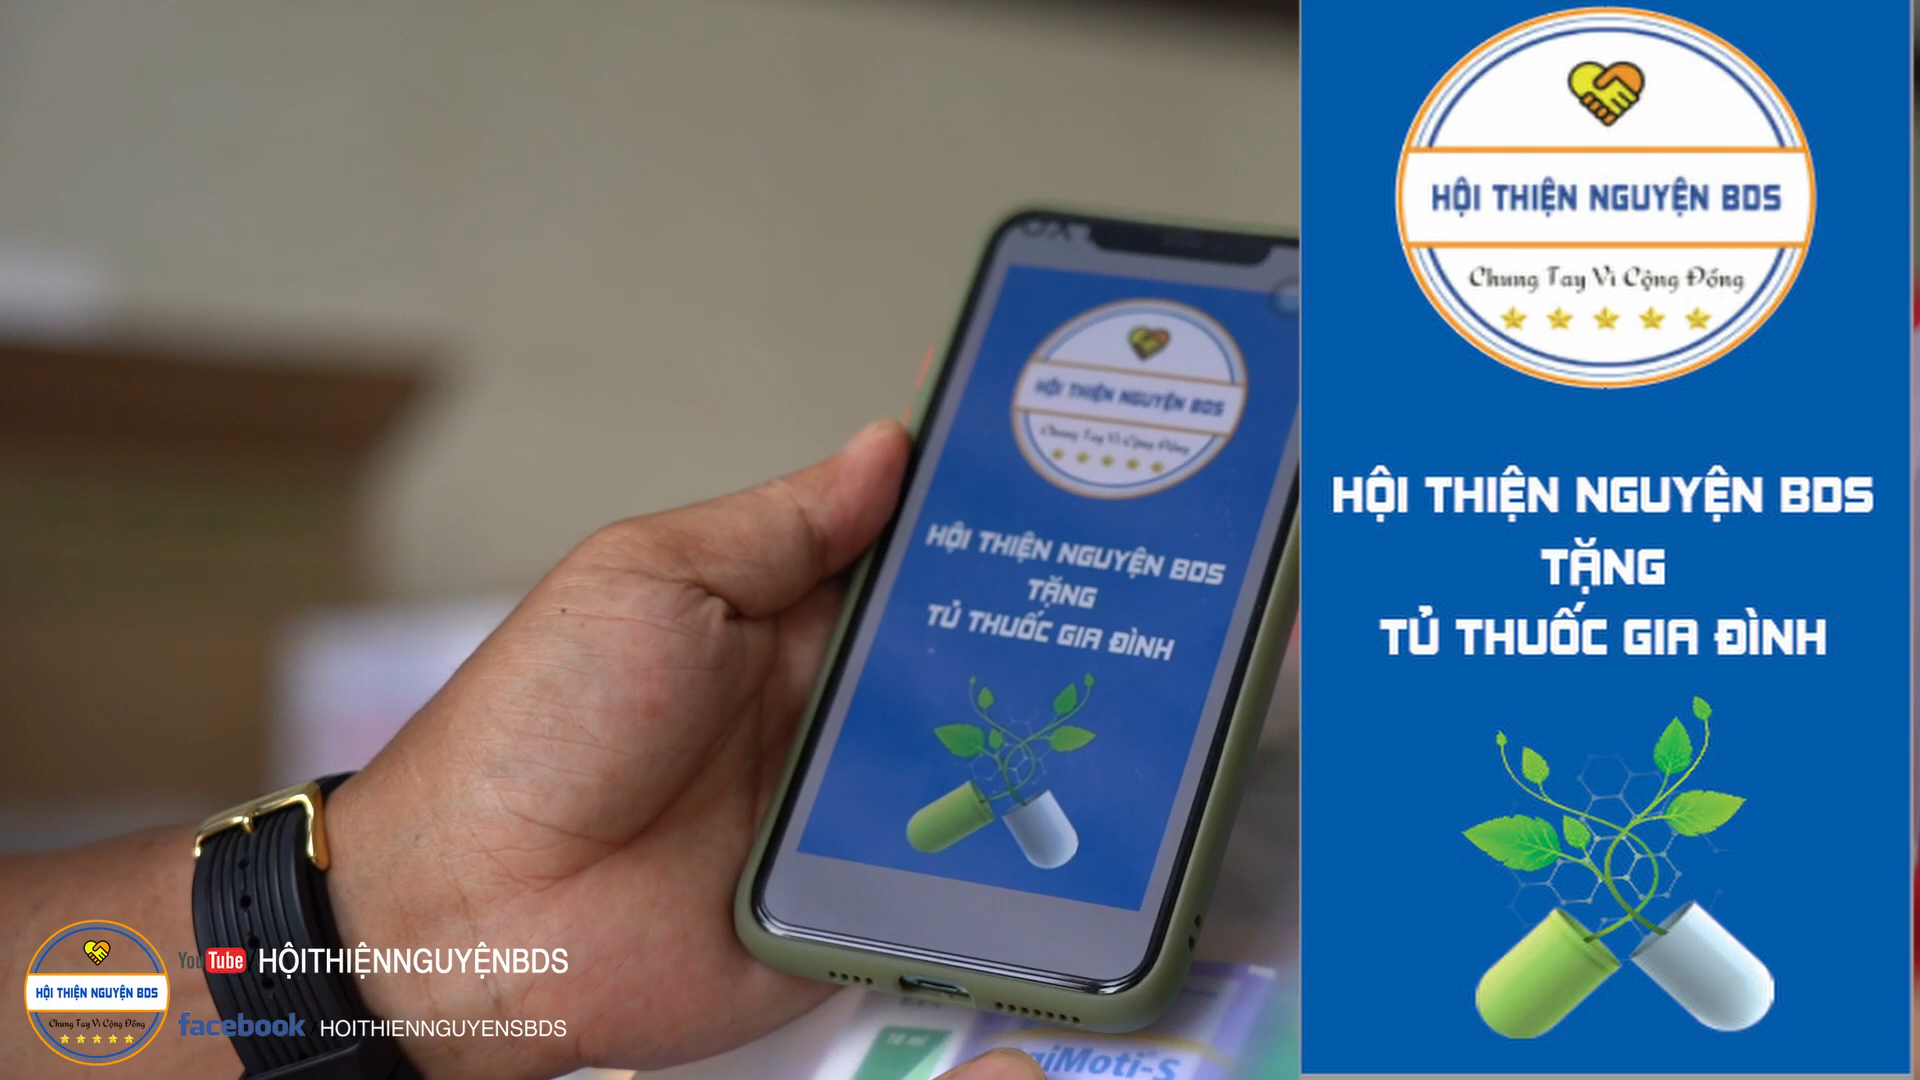 HỘI THIỆN NGUYỆN BDS
Chung Tay Vì Cộng Đồng
HỘI THIỆN NGUYỆN BDS
TẶNG
TỦ THUỐC GIA ĐÌNH
HỘI THIỆN NGUYỆN BDS
Chung Tay Vì Cộng Đồng
HỘI THIỆN NGUYỆN BDS
TẶNG
TỦ THUỐC GIA ĐÌNH
HỘI THIỆN NGUYỆN BDS
Chung Tay Vì Cộng Đồng
YouTube / HỘITHIỆNNGUYỆNBDS
facebook / HOITHIENNGUYENSBDS
10 ml